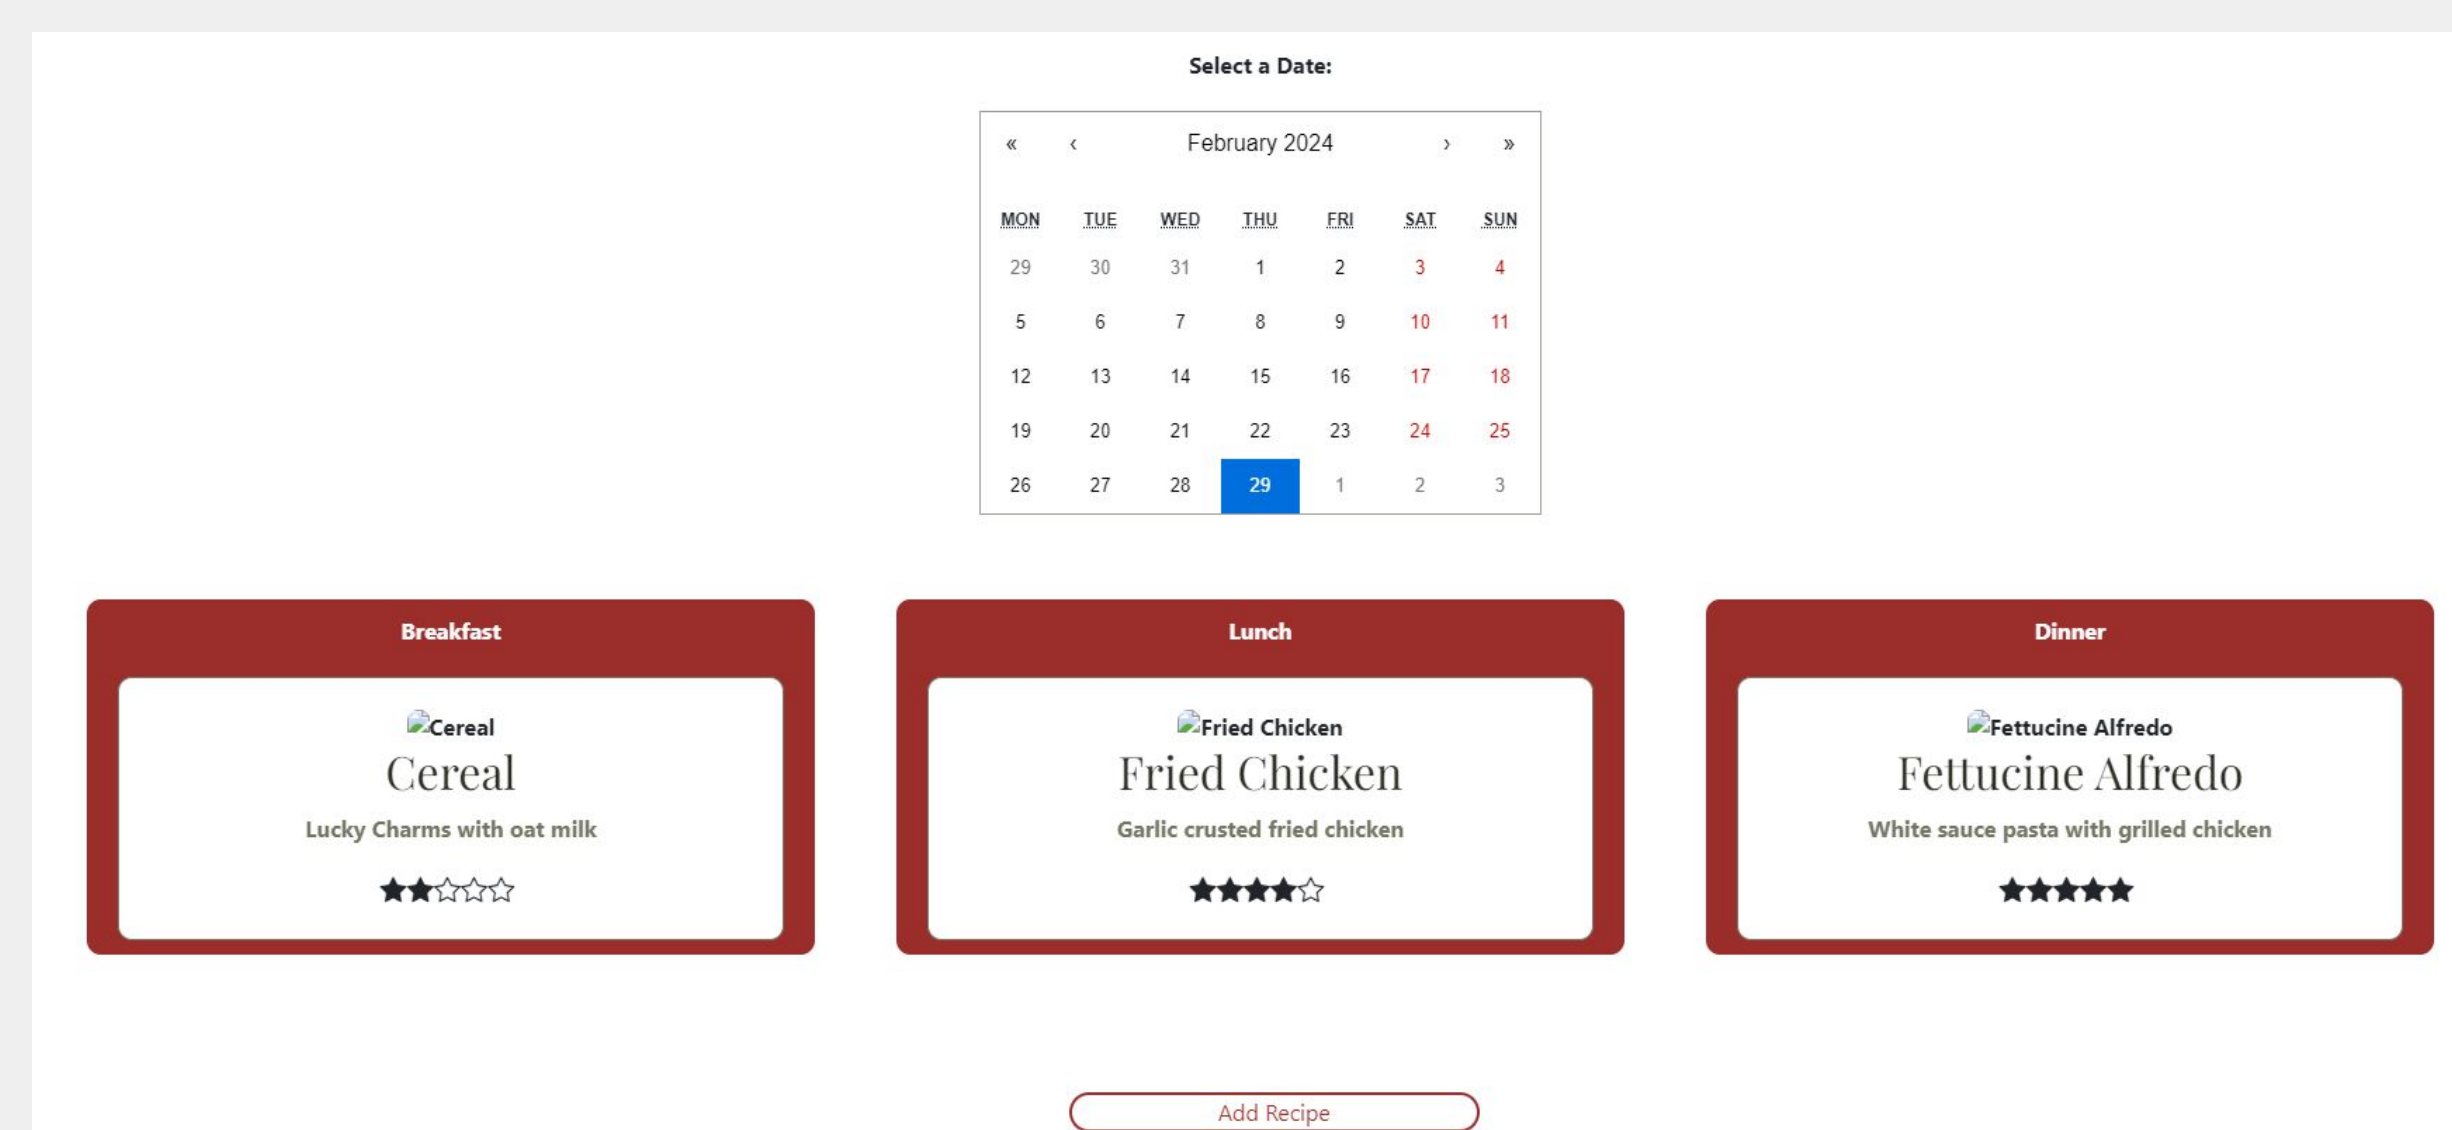 Select a Date:
« ‹ February 2024 › »
MON TUE WED THU FRI SAT SUN
29 30 31 1 2 3 4
5 6 7 8 9 10 11
12 13 14 15 16 17 18
19 20 21 22 23 24 25
26 27 28 29 1 2 3
Breakfast
Cereal
Cereal
Lucky Charms with oat milk
Lunch
Fried Chicken
Fried Chicken
Garlic crusted fried chicken
Dinner
Fettucine Alfredo
Fettucine Alfredo
White sauce pasta with grilled chicken
Add Recipe